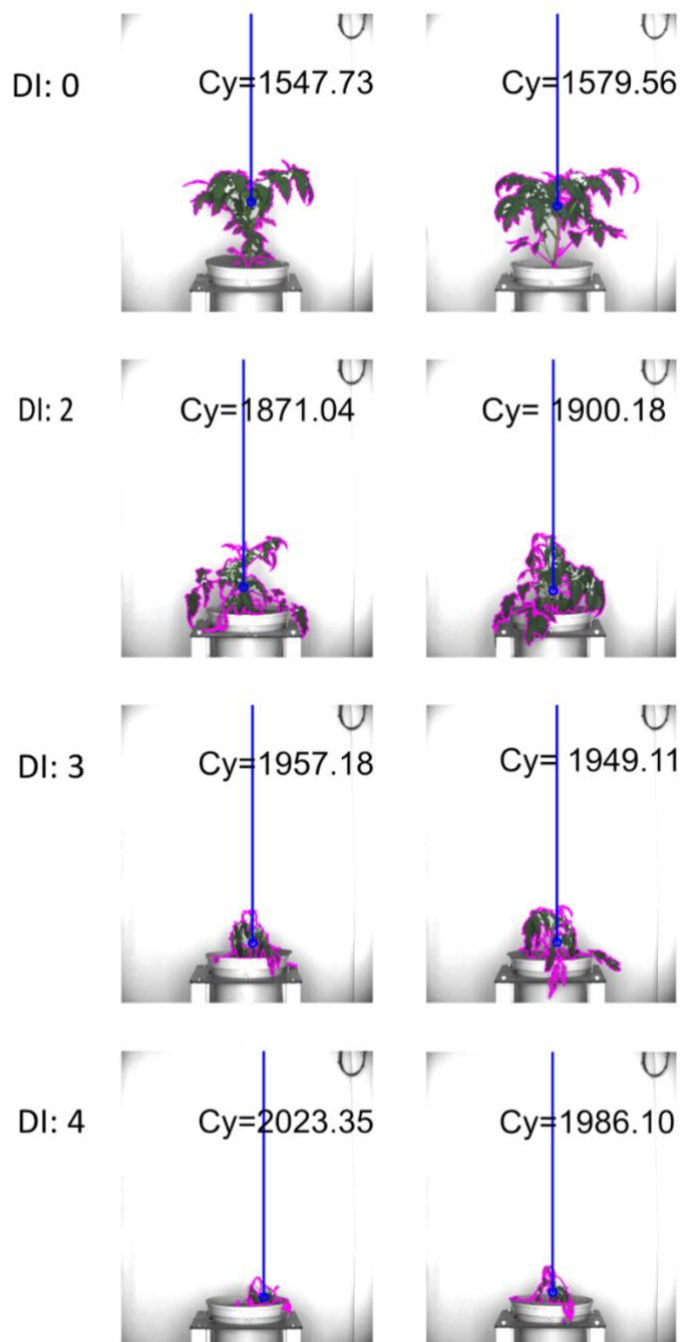 DI: 0 Cy=1547.73 Cy=1579.56
DI: 2 Cy=1871.04 Cy= 1900.18
DI: 3 Cy=1957.18 Cy= 1949.11
DI: 4 Cy=2023.35 Cy=1986.10